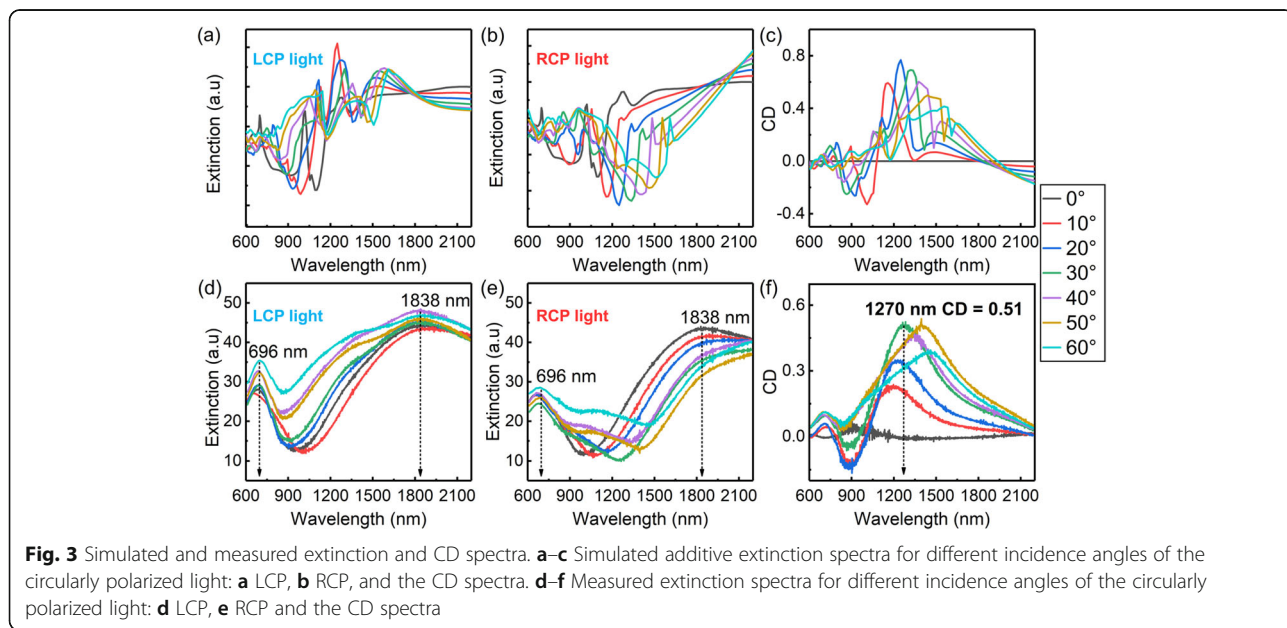 (a)
LCP light
Extinction (a.u)
600 900 1200 1500 1800 2100
Wavelength (nm)
(b)
RCP light
Extinction (a.u)
600 900 1200 1500 1800 2100
Wavelength (nm)
(c)
0.8
0.4
0.0
-0.4
CD
600 900 1200 1500 1800 2100
Wavelength (nm)
0°
10°
20°
30°
40°
50°
60°
(d)
LCP light
1838 nm
696 nm
50
40
30
20
10
Extinction (a.u)
600 900 1200 1500 1800 2100
Wavelength (nm)
(e)
RCP light
1838 nm
696 nm
50
40
30
20
10
Extinction (a.u)
600 900 1200 1500 1800 2100
Wavelength (nm)
(f)
1270 nm CD = 0.51
0.6
0.3
0.0
CD
600 900 1200 1500 1800 2100
Wavelength (nm)
Fig. 3 Simulated and measured extinction and CD spectra. a–c Simulated additive extinction spectra for different incidence angles of the
circularly polarized light: a LCP, b RCP, and the CD spectra. d–f Measured extinction spectra for different incidence angles of the circularly
polarized light: d LCP, e RCP and the CD spectra